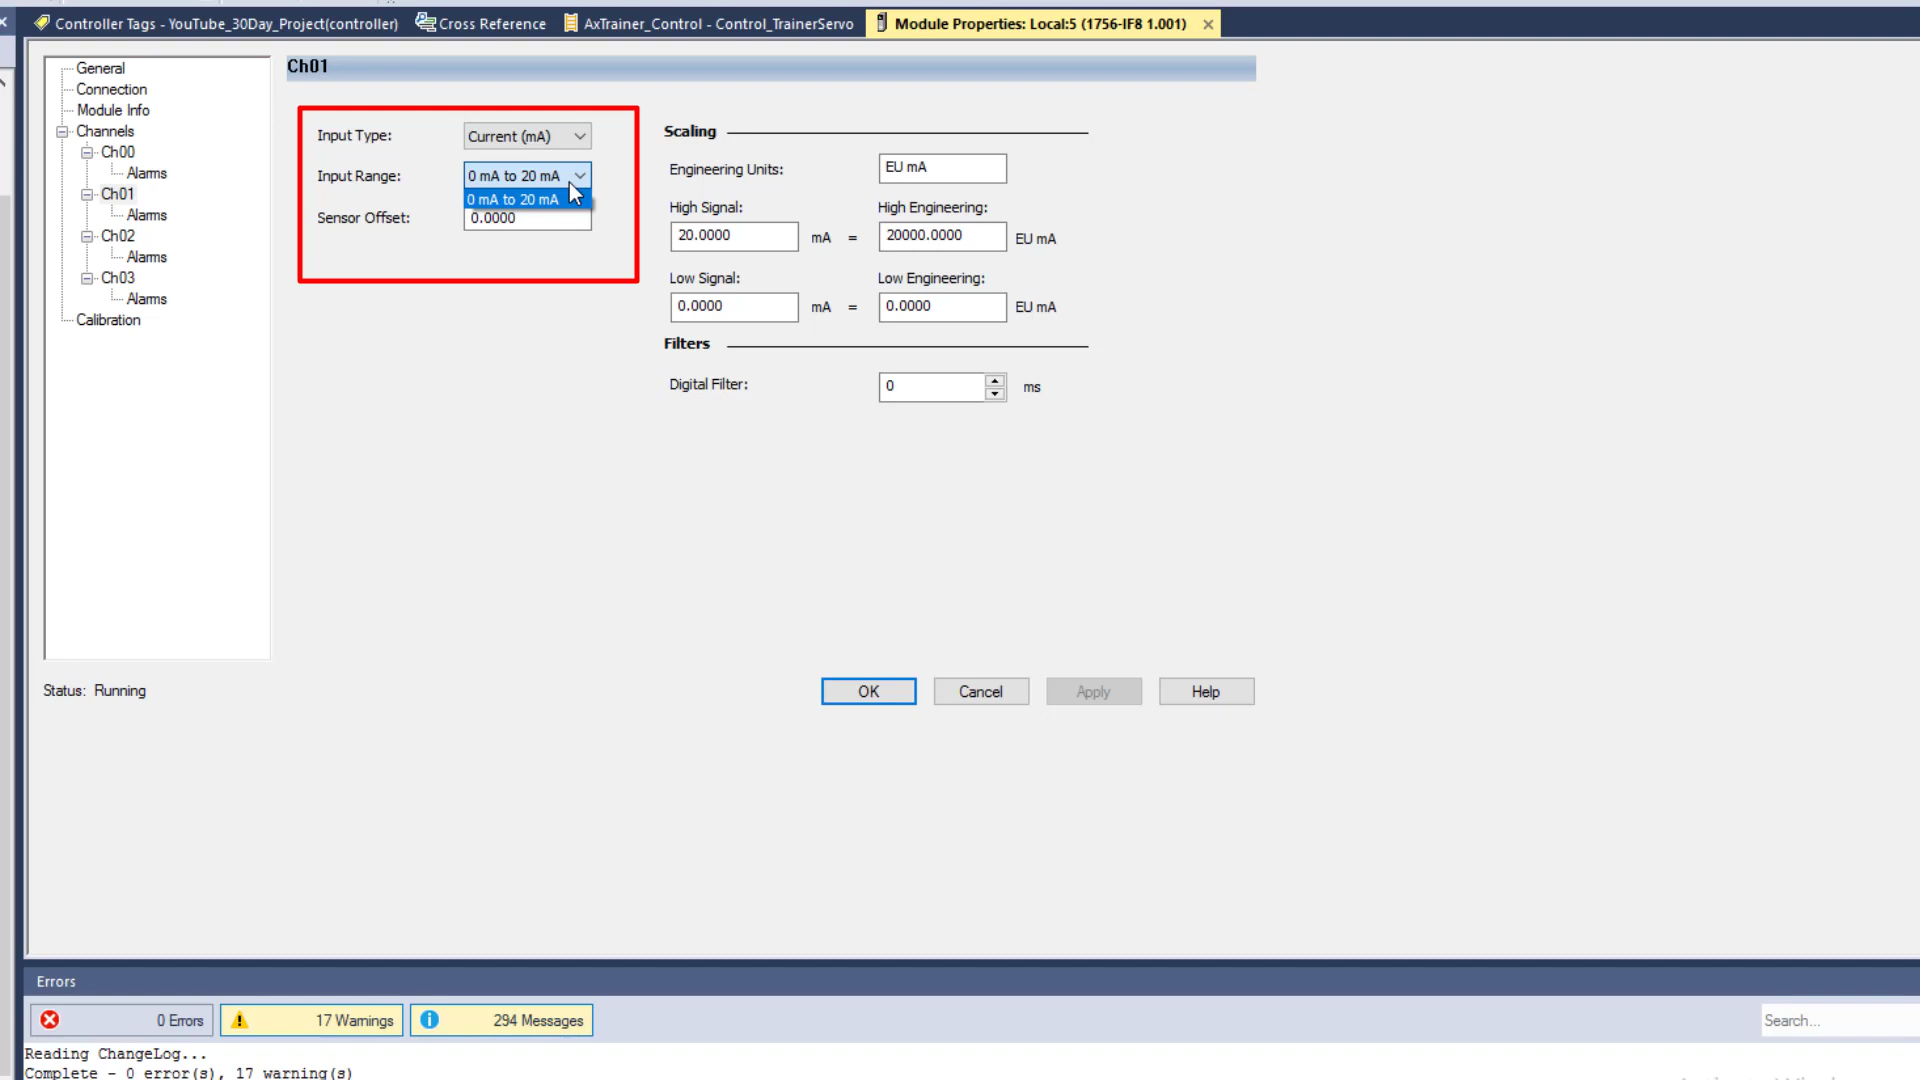 Controller Tags - YouTube_30Day_Project(controller)
Cross Reference
AxTrainer_Control - Control_TrainerServo
Module Properties: Local:5 (1756-IF8 1.001)
General
Connection
Module Info
Channels
Ch00
Alarms
Ch01
Alarms
Ch02
Alarms
Ch03
Alarms
Calibration
Ch01
Input Type:
Current (mA)
Input Range:
0 mA to 20 mA
0 mA to 20 mA
Sensor Offset:
0.0000
Scaling
Engineering Units:
EU mA
High Signal:
High Engineering:
20.0000 mA = 20000.0000 EU mA
Low Signal:
Low Engineering:
0.0000 mA = 0.0000 EU mA
Filters
Digital Filter:
0 ms
Status: Running
OK
Cancel
Apply
Help
Errors
0 Errors
17 Warnings
294 Messages
Search...
Reading ChangeLog...
Complete - 0 error(s), 17 warning(s)